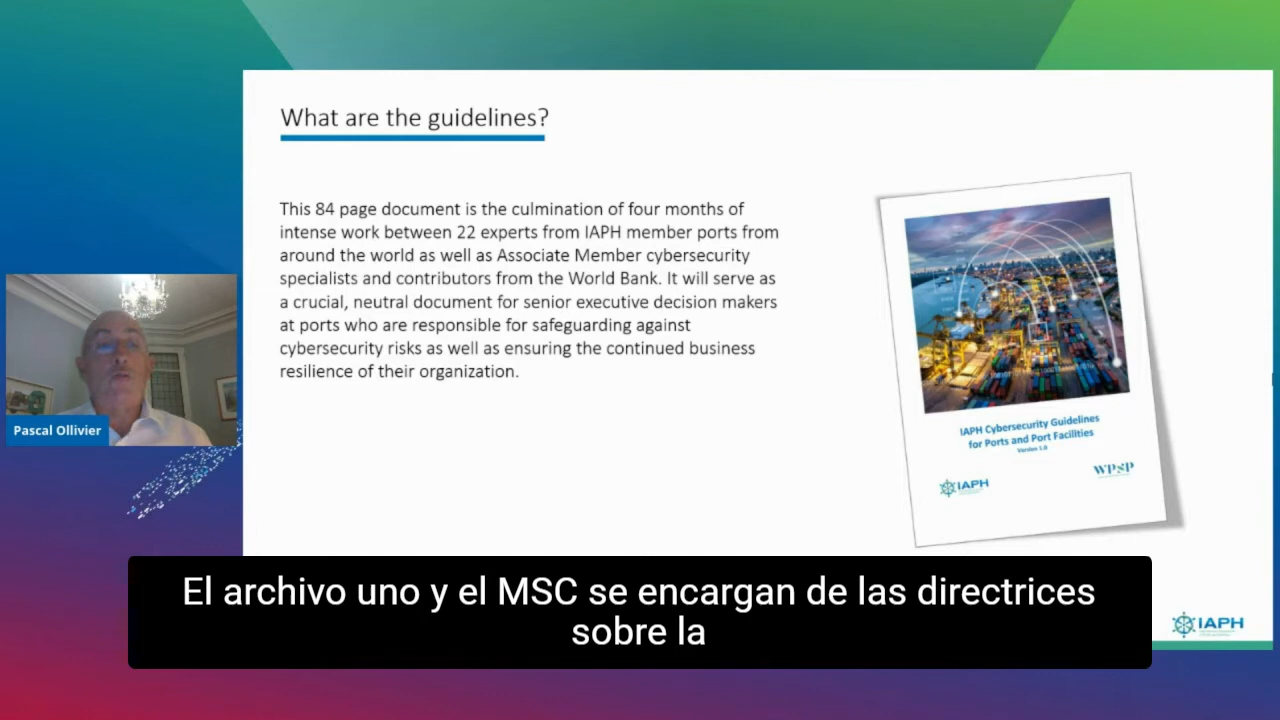 What are the guidelines?
This 84 page document is the culmination of four months of
intense work between 22 experts from IAPH member ports from
around the world as well as Associate Member cybersecurity
specialists and contributors from the World Bank. It will serve as
a crucial, neutral document for senior executive decision makers
at ports who are responsible for safeguarding against
cybersecurity risks as well as ensuring the continued business
resilience of their organization.
IAPH Cybersecurity Guidelines
for Ports and Port Facilities
Version 1.0
IAPH
WPSP
Pascal Ollivier
El archivo uno y el MSC se encargan de las directrices
sobre la
IAPH